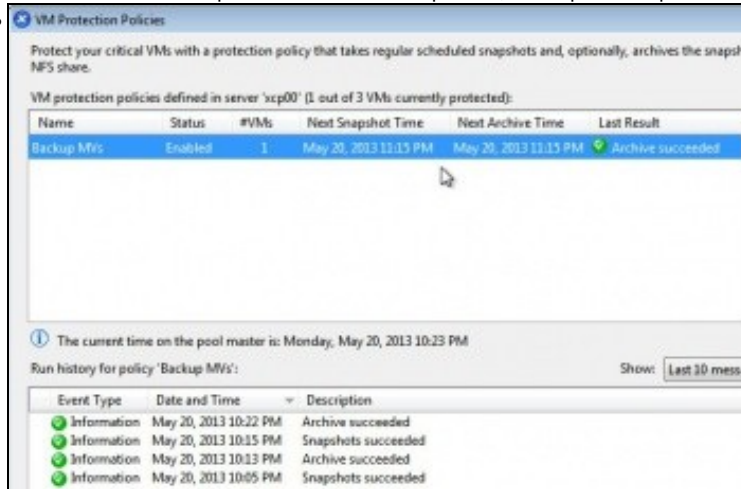 VM Protection Policies
Protect your critical VMs with a protection policy that takes regular scheduled snapshots and, optionally, archives the
NFS share.
VM protection policies defined in server 'xcp00' (1 out of 3 VMs currently protected):
Name Status #VMs Next Snapshot Time Next Archive Time Last Result
Backup MVs Enabled 1 May 20, 2013 11:15 PM May 20, 2013 11:15 PM Archive succeeded
The current time on the pool master is: Monday, May 20, 2013 10:23 PM
Run history for policy 'Backup MVs': Show: Last 10
Event Type Date and Time Description
Information May 20, 2013 10:22 PM Archive succeeded
Information May 20, 2013 10:15 PM Snapshots succeeded
Information May 20, 2013 10:13 PM Archive succeeded
Information May 20, 2013 10:05 PM Snapshots succeeded